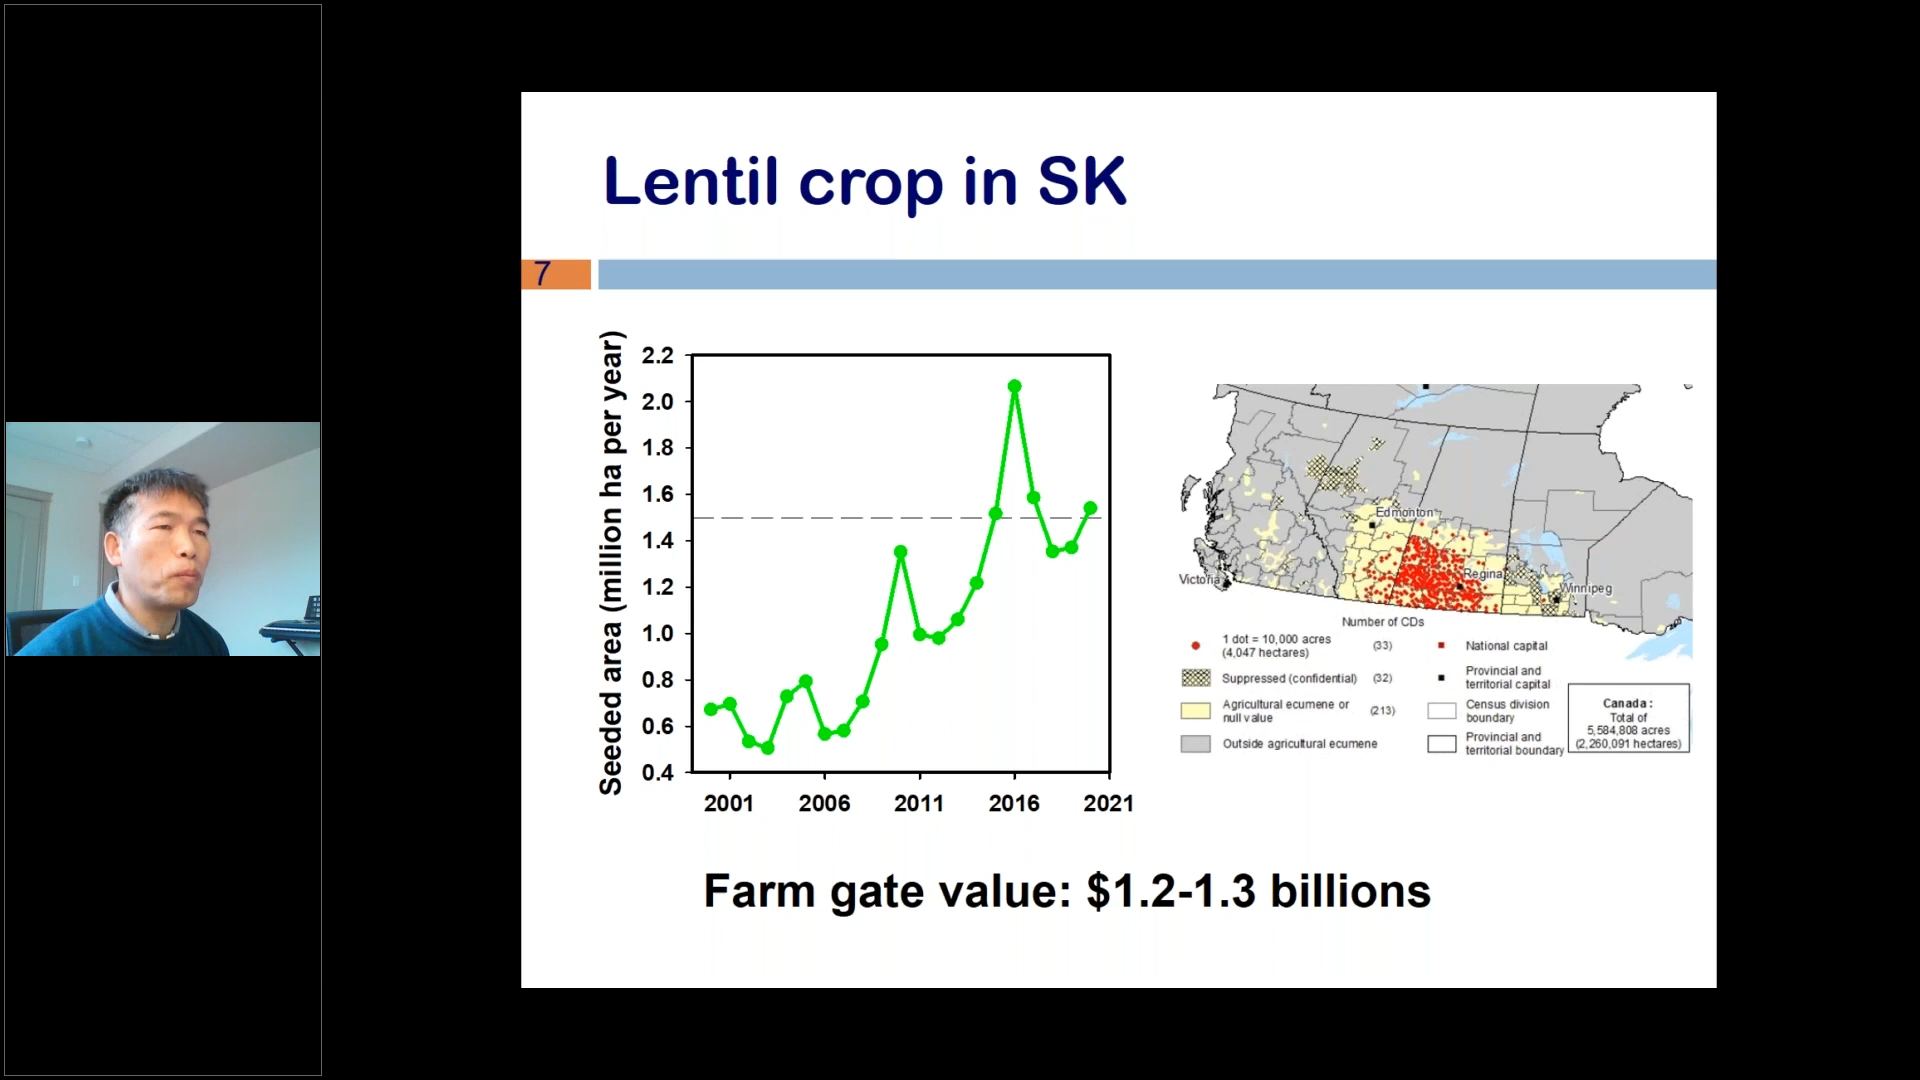 Lentil crop in SK
7
Seeded area (million ha per year)
2.2
2.0
1.8
1.6
1.4
1.2
1.0
0.8
0.6
0.4
2001 2006 2011 2016 2021
Edmonton
Victoria
Regina
Winnipeg
Number of CDs
1 dot = 10,000 acres
(4,047 hectares) (33)
Suppressed (confidential) (32)
Agricultural ecumene or
null value (213)
Outside agricultural ecumene
National capital
Provincial and
territorial capital
Census division
boundary
Provincial and
territorial boundary
Canada :
Total of
5,584,808 acres
(2,260,091 hectares)
Farm gate value: $1.2-1.3 billions